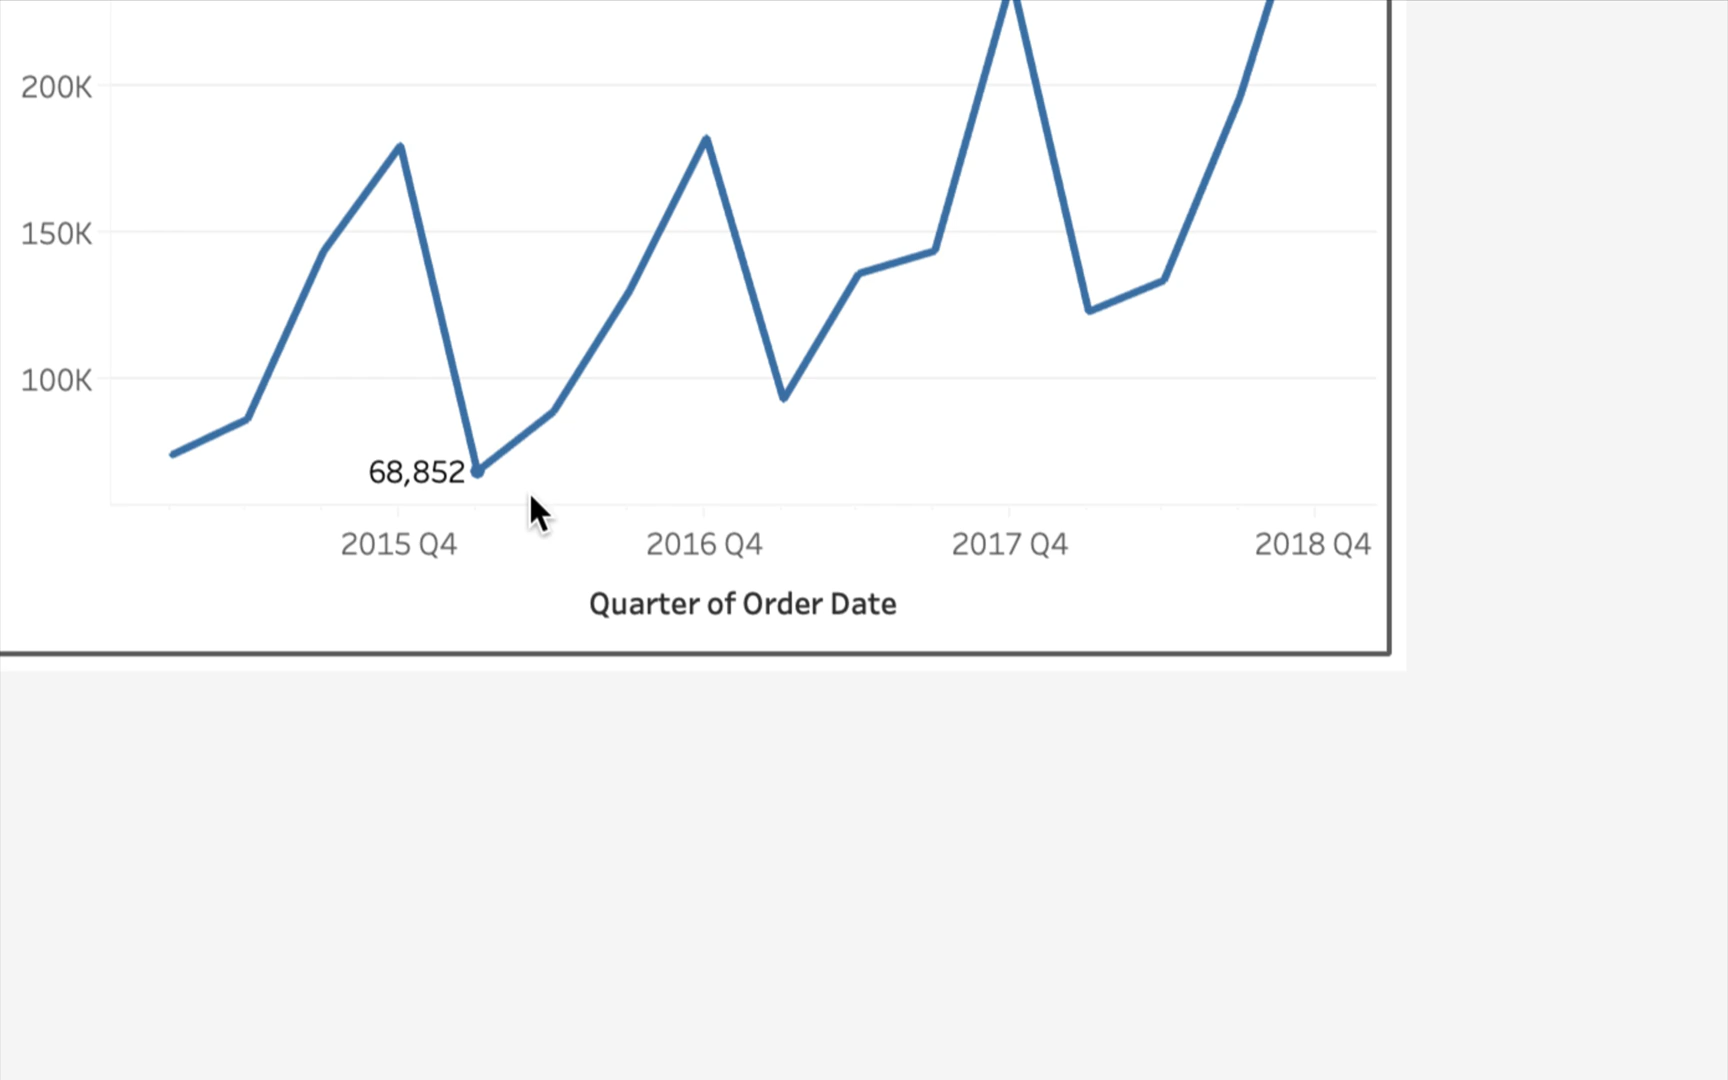 200K
150K
100K
68,852
2015 Q4 2016 Q4 2017 Q4 2018 Q4
Quarter of Order Date